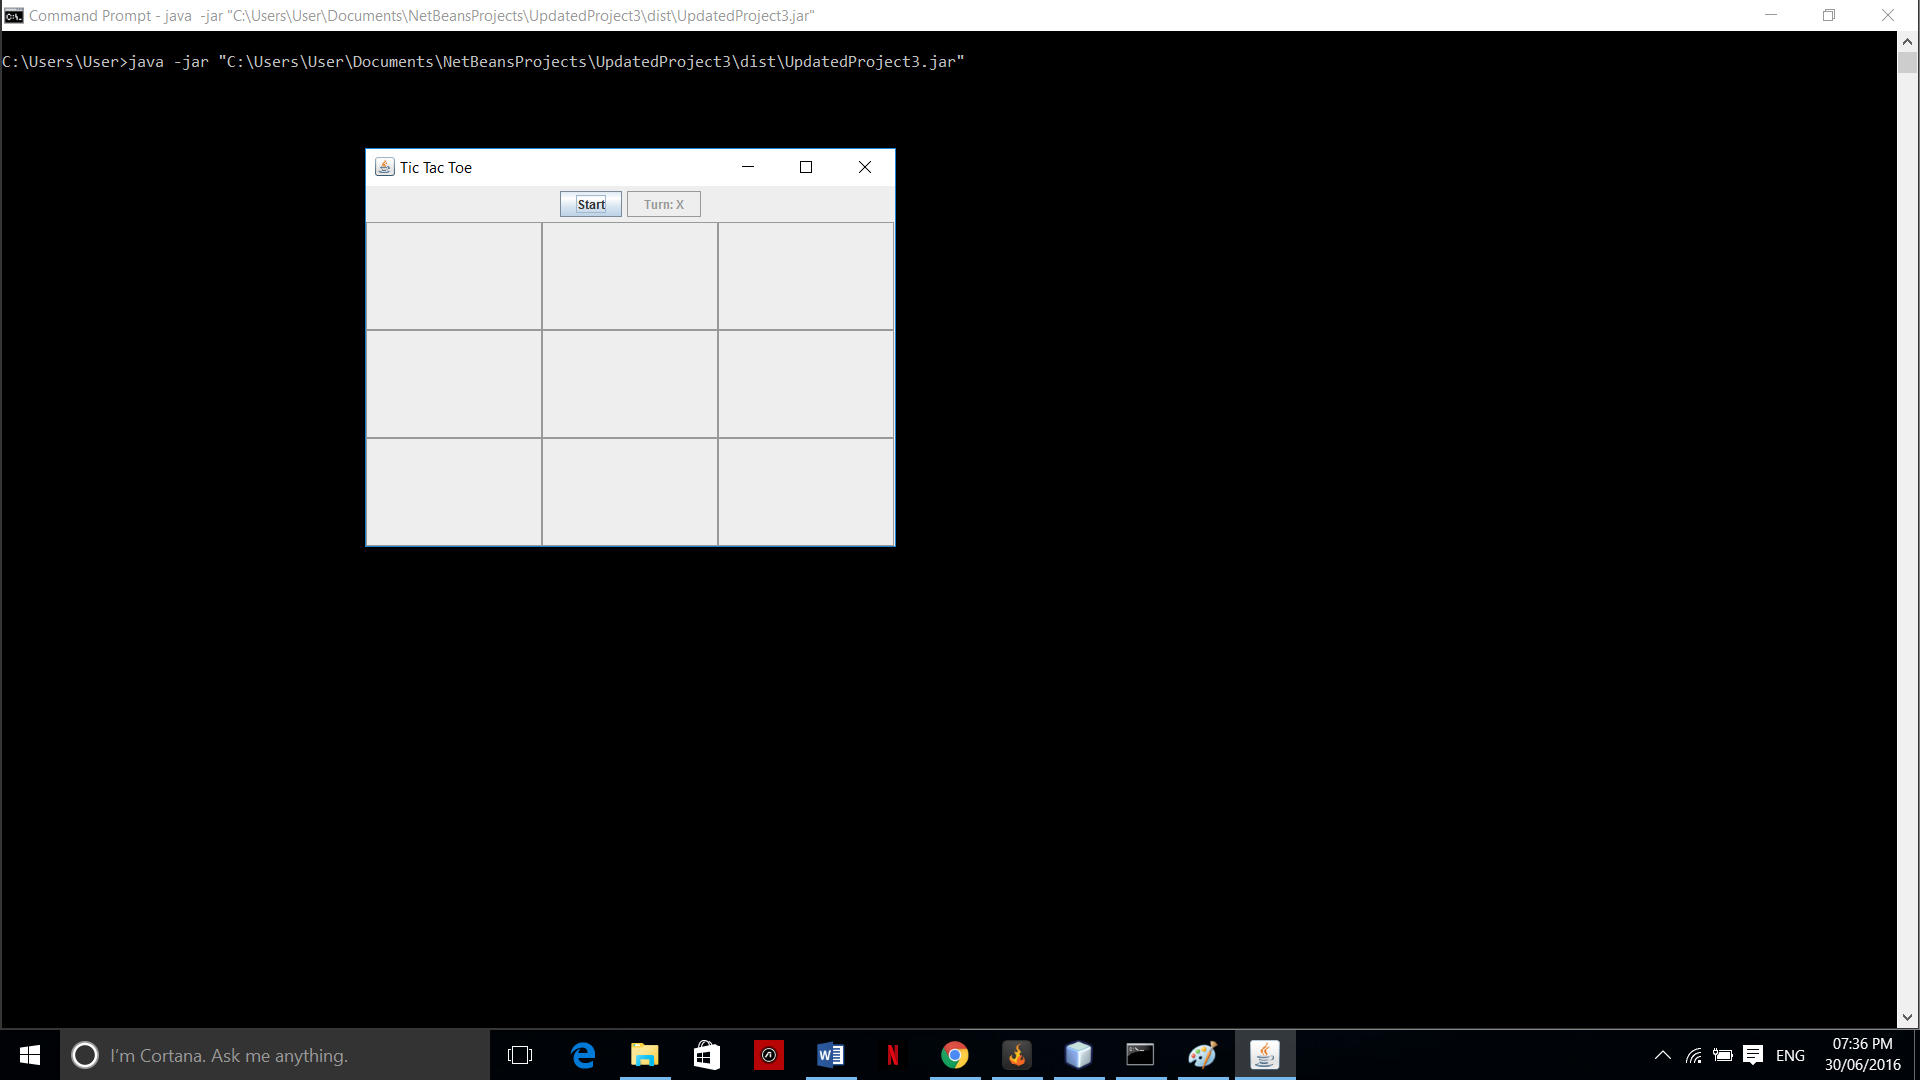 Command Prompt - java  -jar "C:\Users\User\Documents\NetBeansProjects\UpdatedProject3\dist\UpdatedProject3.jar"
C:\Users\User>java -jar "C:\Users\User\Documents\NetBeansProjects\UpdatedProject3\dist\UpdatedProject3.jar"
Tic Tac Toe
Start Turn: X
I'm Cortana. Ask me anything.
ENG
07:36 PM
30/06/2016